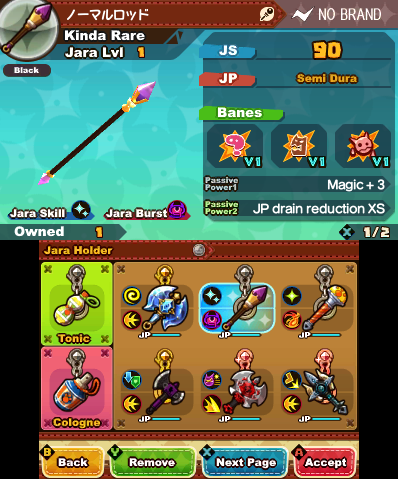 ノーマルロッド
NO BRAND
Kinda Rare
Jara Lvl 1
Black
JS 90
JP Semi Dura
Banes
V1 V1 V1
Passive Power1 Magic + 3
Passive Power2 JP drain reduction XS
Jara Skill Jara Burst
Owned 1
X 1/2
Jara Holder
Tonic
JP JP JP
Cologne
JP JP JP
B Back
Y Remove
X Next Page
A Accept